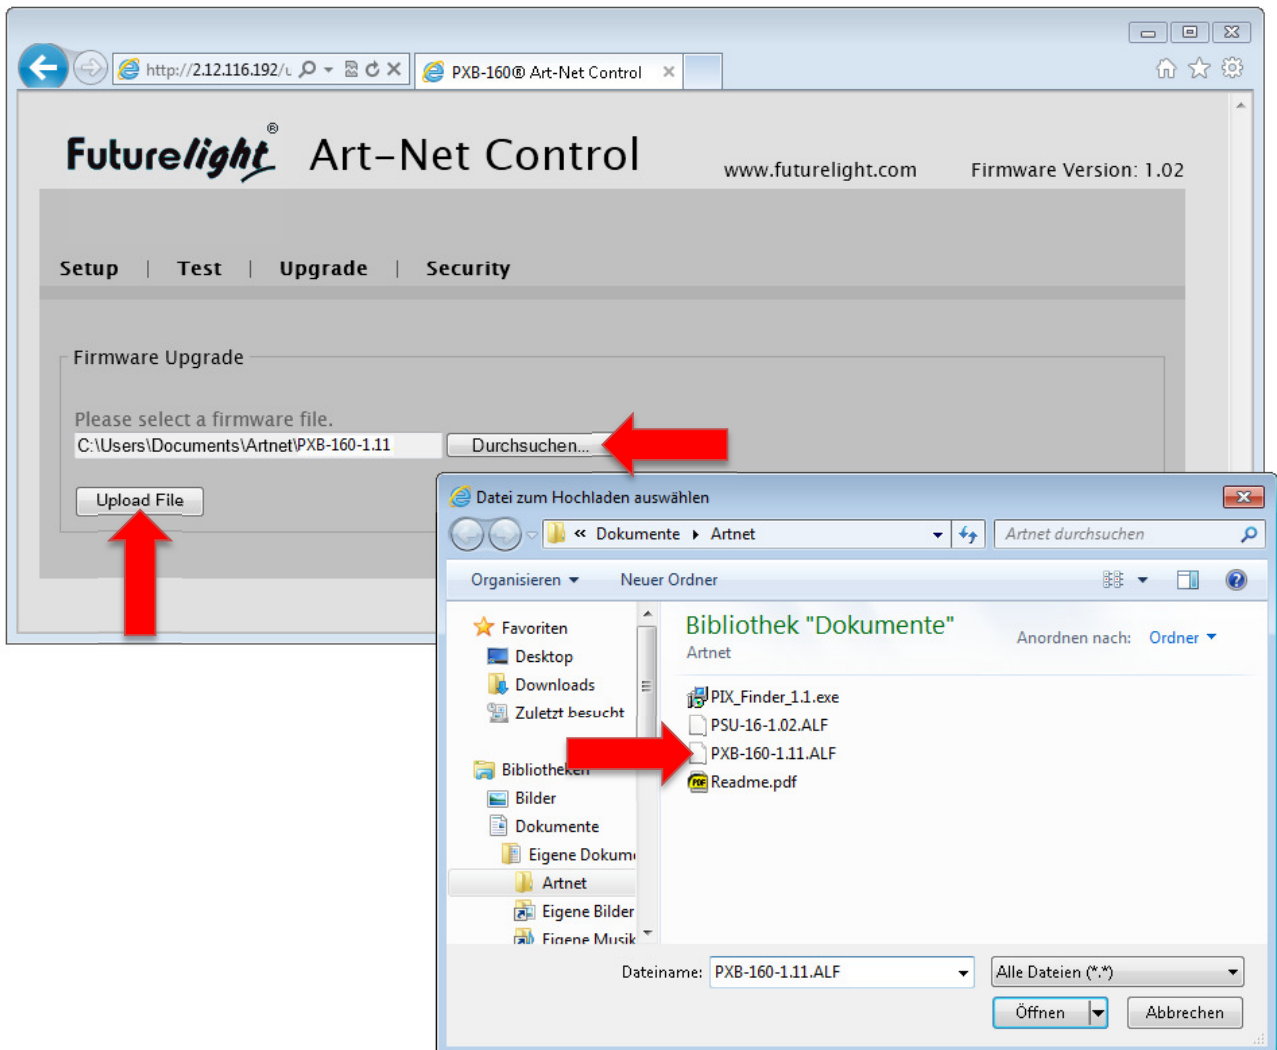 http://2.12.116.192/u
PXB-160® Art-Net Control
Futurelight® Art-Net Control
www.futurelight.com
Firmware Version: 1.02
Setup | Test | Upgrade | Security
Firmware Upgrade
Please select a firmware file.
C:\Users\Documents\Artnet\PXB-160-1.11
Durchsuchen...
Upload File
Datei zum Hochladen auswählen
« Dokumente Artnet
Artnet durchsuchen
Organisieren Neuer Ordner
Favoriten
Desktop
Downloads
Zuletzt besucht
Bibliotheken
Bilder
Dokumente
Eigene Dokum
Artnet
Eigene Bilder
Eigene Musik
Bibliothek "Dokumente"
Artnet
Anordnen nach: Ordner
PIX_Finder_1.1.exe
PSU-16-1.02.ALF
PXB-160-1.11.ALF
Readme.pdf
Dateiname: PXB-160-1.11.ALF
Alle Dateien (*.*)
Öffnen
Abbrechen